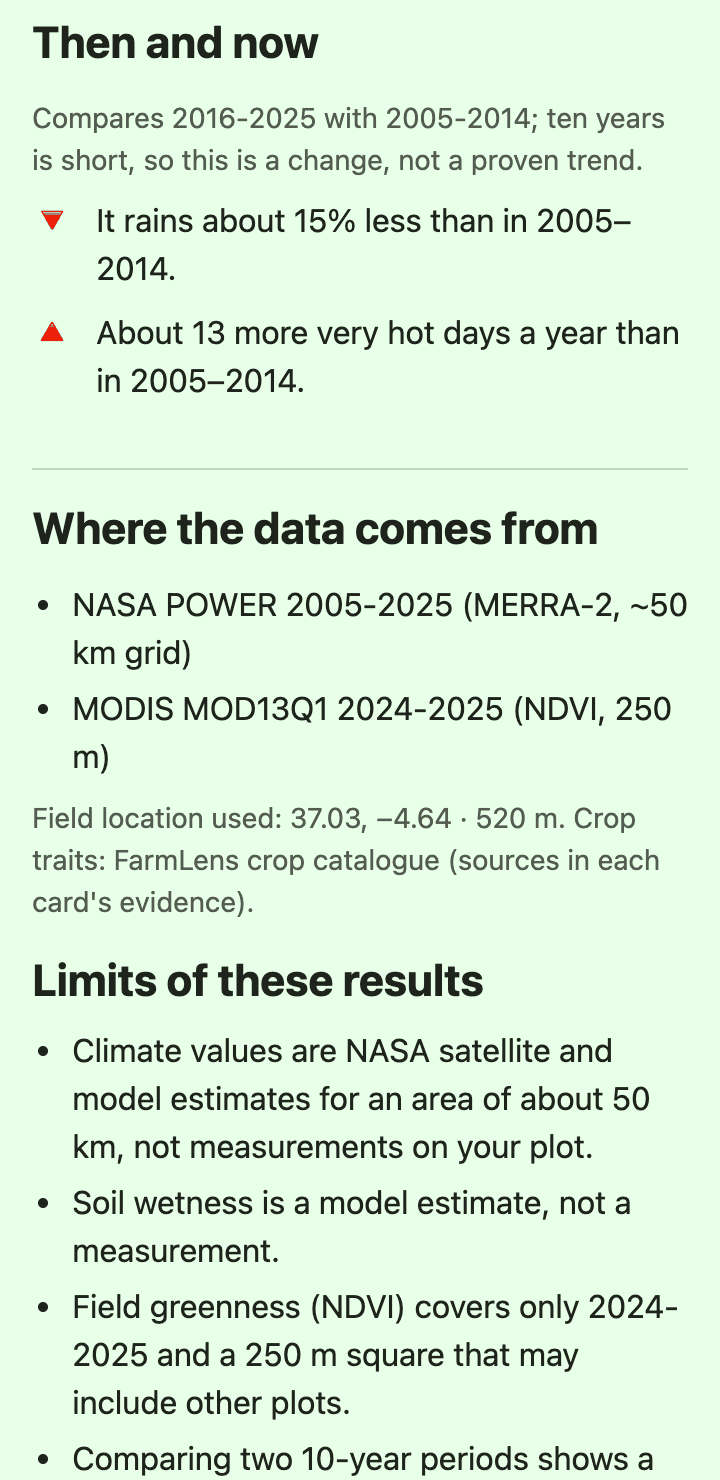 Then and now
Compares 2016-2025 with 2005-2014; ten years
is short, so this is a change, not a proven trend.
It rains about 15% less than in 2005–
2014.
About 13 more very hot days a year than
in 2005–2014.
Where the data comes from
• NASA POWER 2005-2025 (MERRA-2, ~50
km grid)
• MODIS MOD13Q1 2024-2025 (NDVI, 250
m)
Field location used: 37.03, −4.64 · 520 m. Crop
traits: FarmLens crop catalogue (sources in each
card's evidence).
Limits of these results
• Climate values are NASA satellite and
model estimates for an area of about 50
km, not measurements on your plot.
• Soil wetness is a model estimate, not a
measurement.
• Field greenness (NDVI) covers only 2024-
2025 and a 250 m square that may
include other plots.
• Comparing two 10-year periods shows a